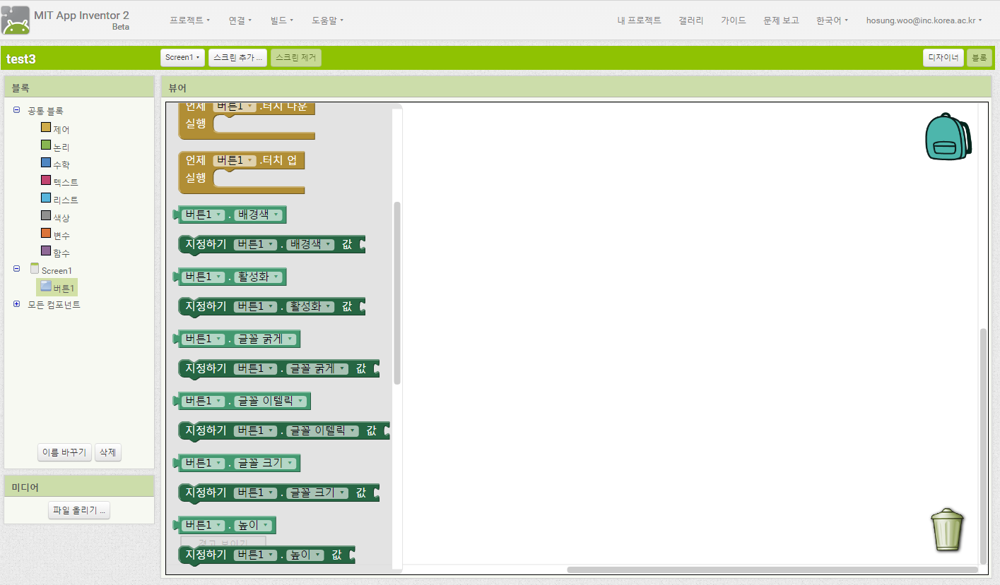 MIT App Inventor 2
Beta
프로젝트 연결 빌드 도움말 내 프로젝트 갤러리 가이드 문제 보고 한국어 hosung.woo@inc.korea.ac.kr
test3 Screen1 스크린 추가 ... 스크린 제거 디자이너 블록
블록
공통 블록
제어
논리
수학
텍스트
리스트
색상
변수
함수
Screen1
버튼1
모든 컴포넌트
이름 바꾸기 삭제
미디어
파일 올리기 ...
뷰어
언제 버튼1 .터치 다운
실행
언제 버튼1 .터치 업
실행
버튼1 . 배경색
지정하기 버튼1 . 배경색 값
버튼1 . 활성화
지정하기 버튼1 . 활성화 값
버튼1 . 글꼴 굵게
지정하기 버튼1 . 글꼴 굵게 값
버튼1 . 글꼴 이텔릭
지정하기 버튼1 . 글꼴 이텔릭 값
버튼1 . 글꼴 크기
지정하기 버튼1 . 글꼴 크기 값
버튼1 . 높이
경고 보이기
지정하기 버튼1 . 높이 값